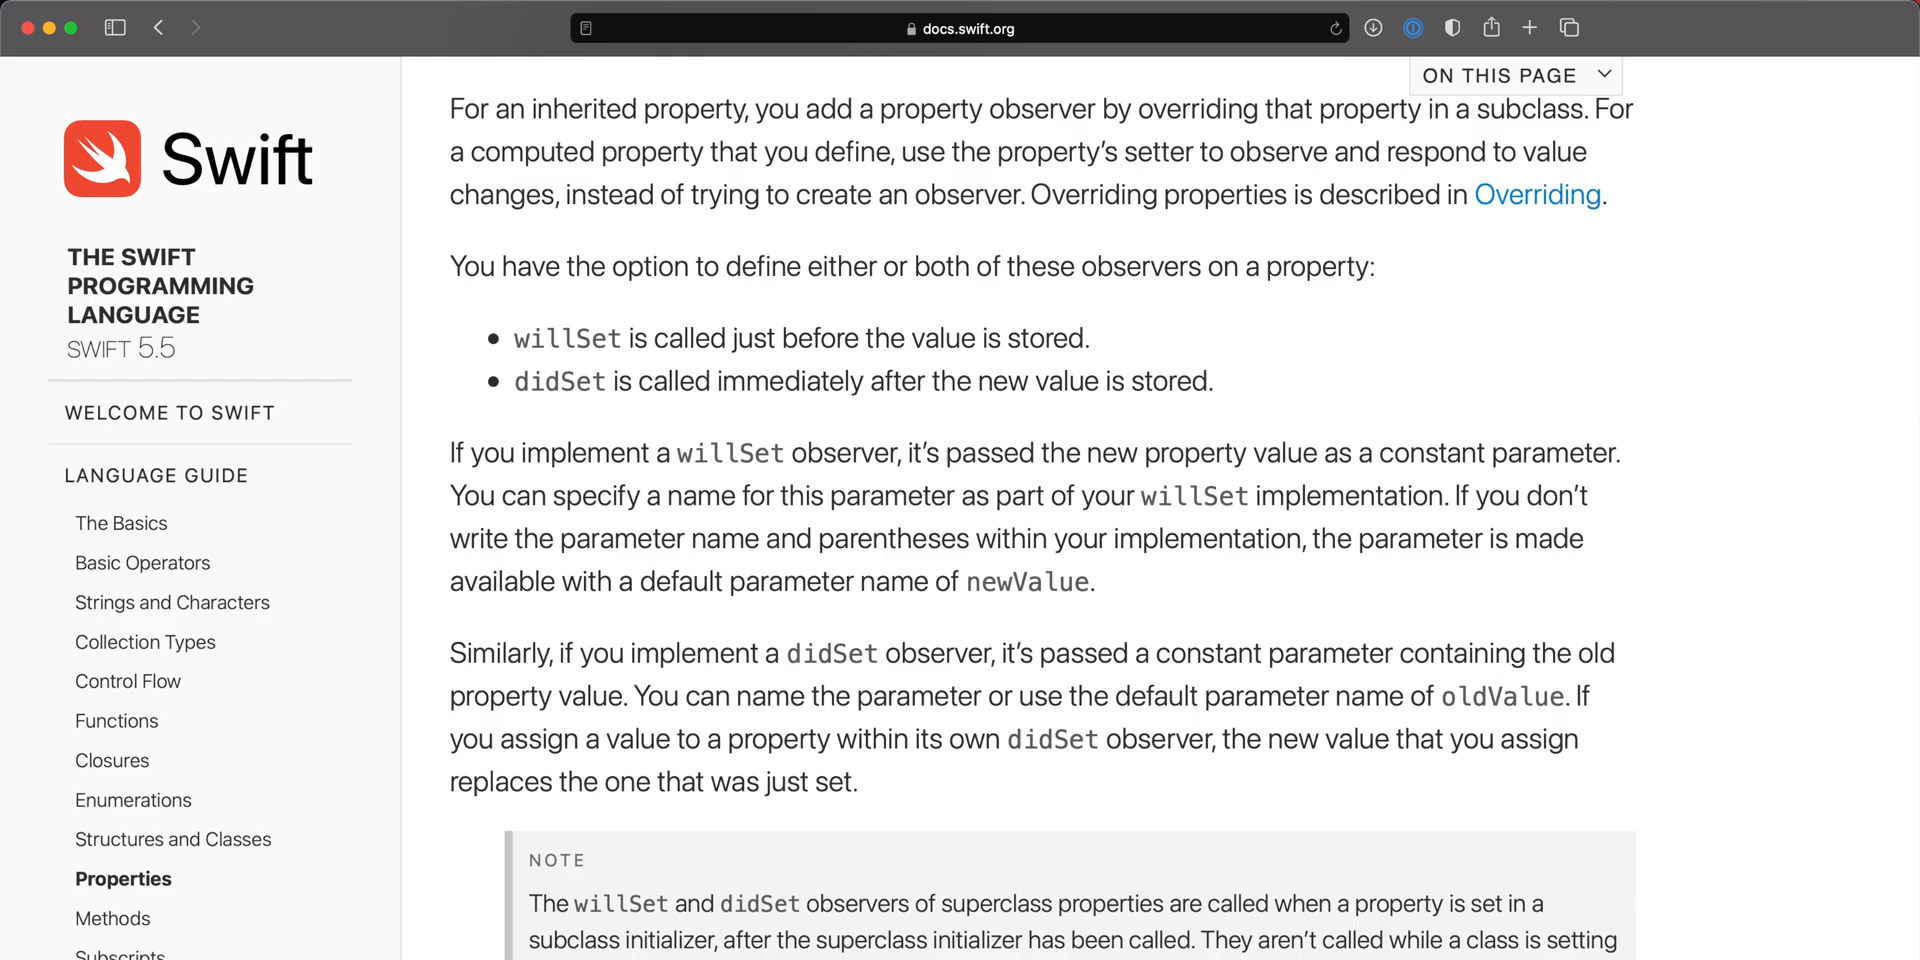 docs.swift.org
ON THIS PAGE
Swift
THE SWIFT
PROGRAMMING
LANGUAGE
SWIFT 5.5
WELCOME TO SWIFT
LANGUAGE GUIDE
The Basics
Basic Operators
Strings and Characters
Collection Types
Control Flow
Functions
Closures
Enumerations
Structures and Classes
Properties
Methods
Subscripts
For an inherited property, you add a property observer by overriding that property in a subclass. For
a computed property that you define, use the property’s setter to observe and respond to value
changes, instead of trying to create an observer. Overriding properties is described in Overriding.
You have the option to define either or both of these observers on a property:
• willSet is called just before the value is stored.
• didSet is called immediately after the new value is stored.
If you implement a willSet observer, it’s passed the new property value as a constant parameter.
You can specify a name for this parameter as part of your willSet implementation. If you don’t
write the parameter name and parentheses within your implementation, the parameter is made
available with a default parameter name of newValue.
Similarly, if you implement a didSet observer, it’s passed a constant parameter containing the old
property value. You can name the parameter or use the default parameter name of oldValue. If
you assign a value to a property within its own didSet observer, the new value that you assign
replaces the one that was just set.
NOTE
The willSet and didSet observers of superclass properties are called when a property is set in a
subclass initializer, after the superclass initializer has been called. They aren’t called while a class is setting